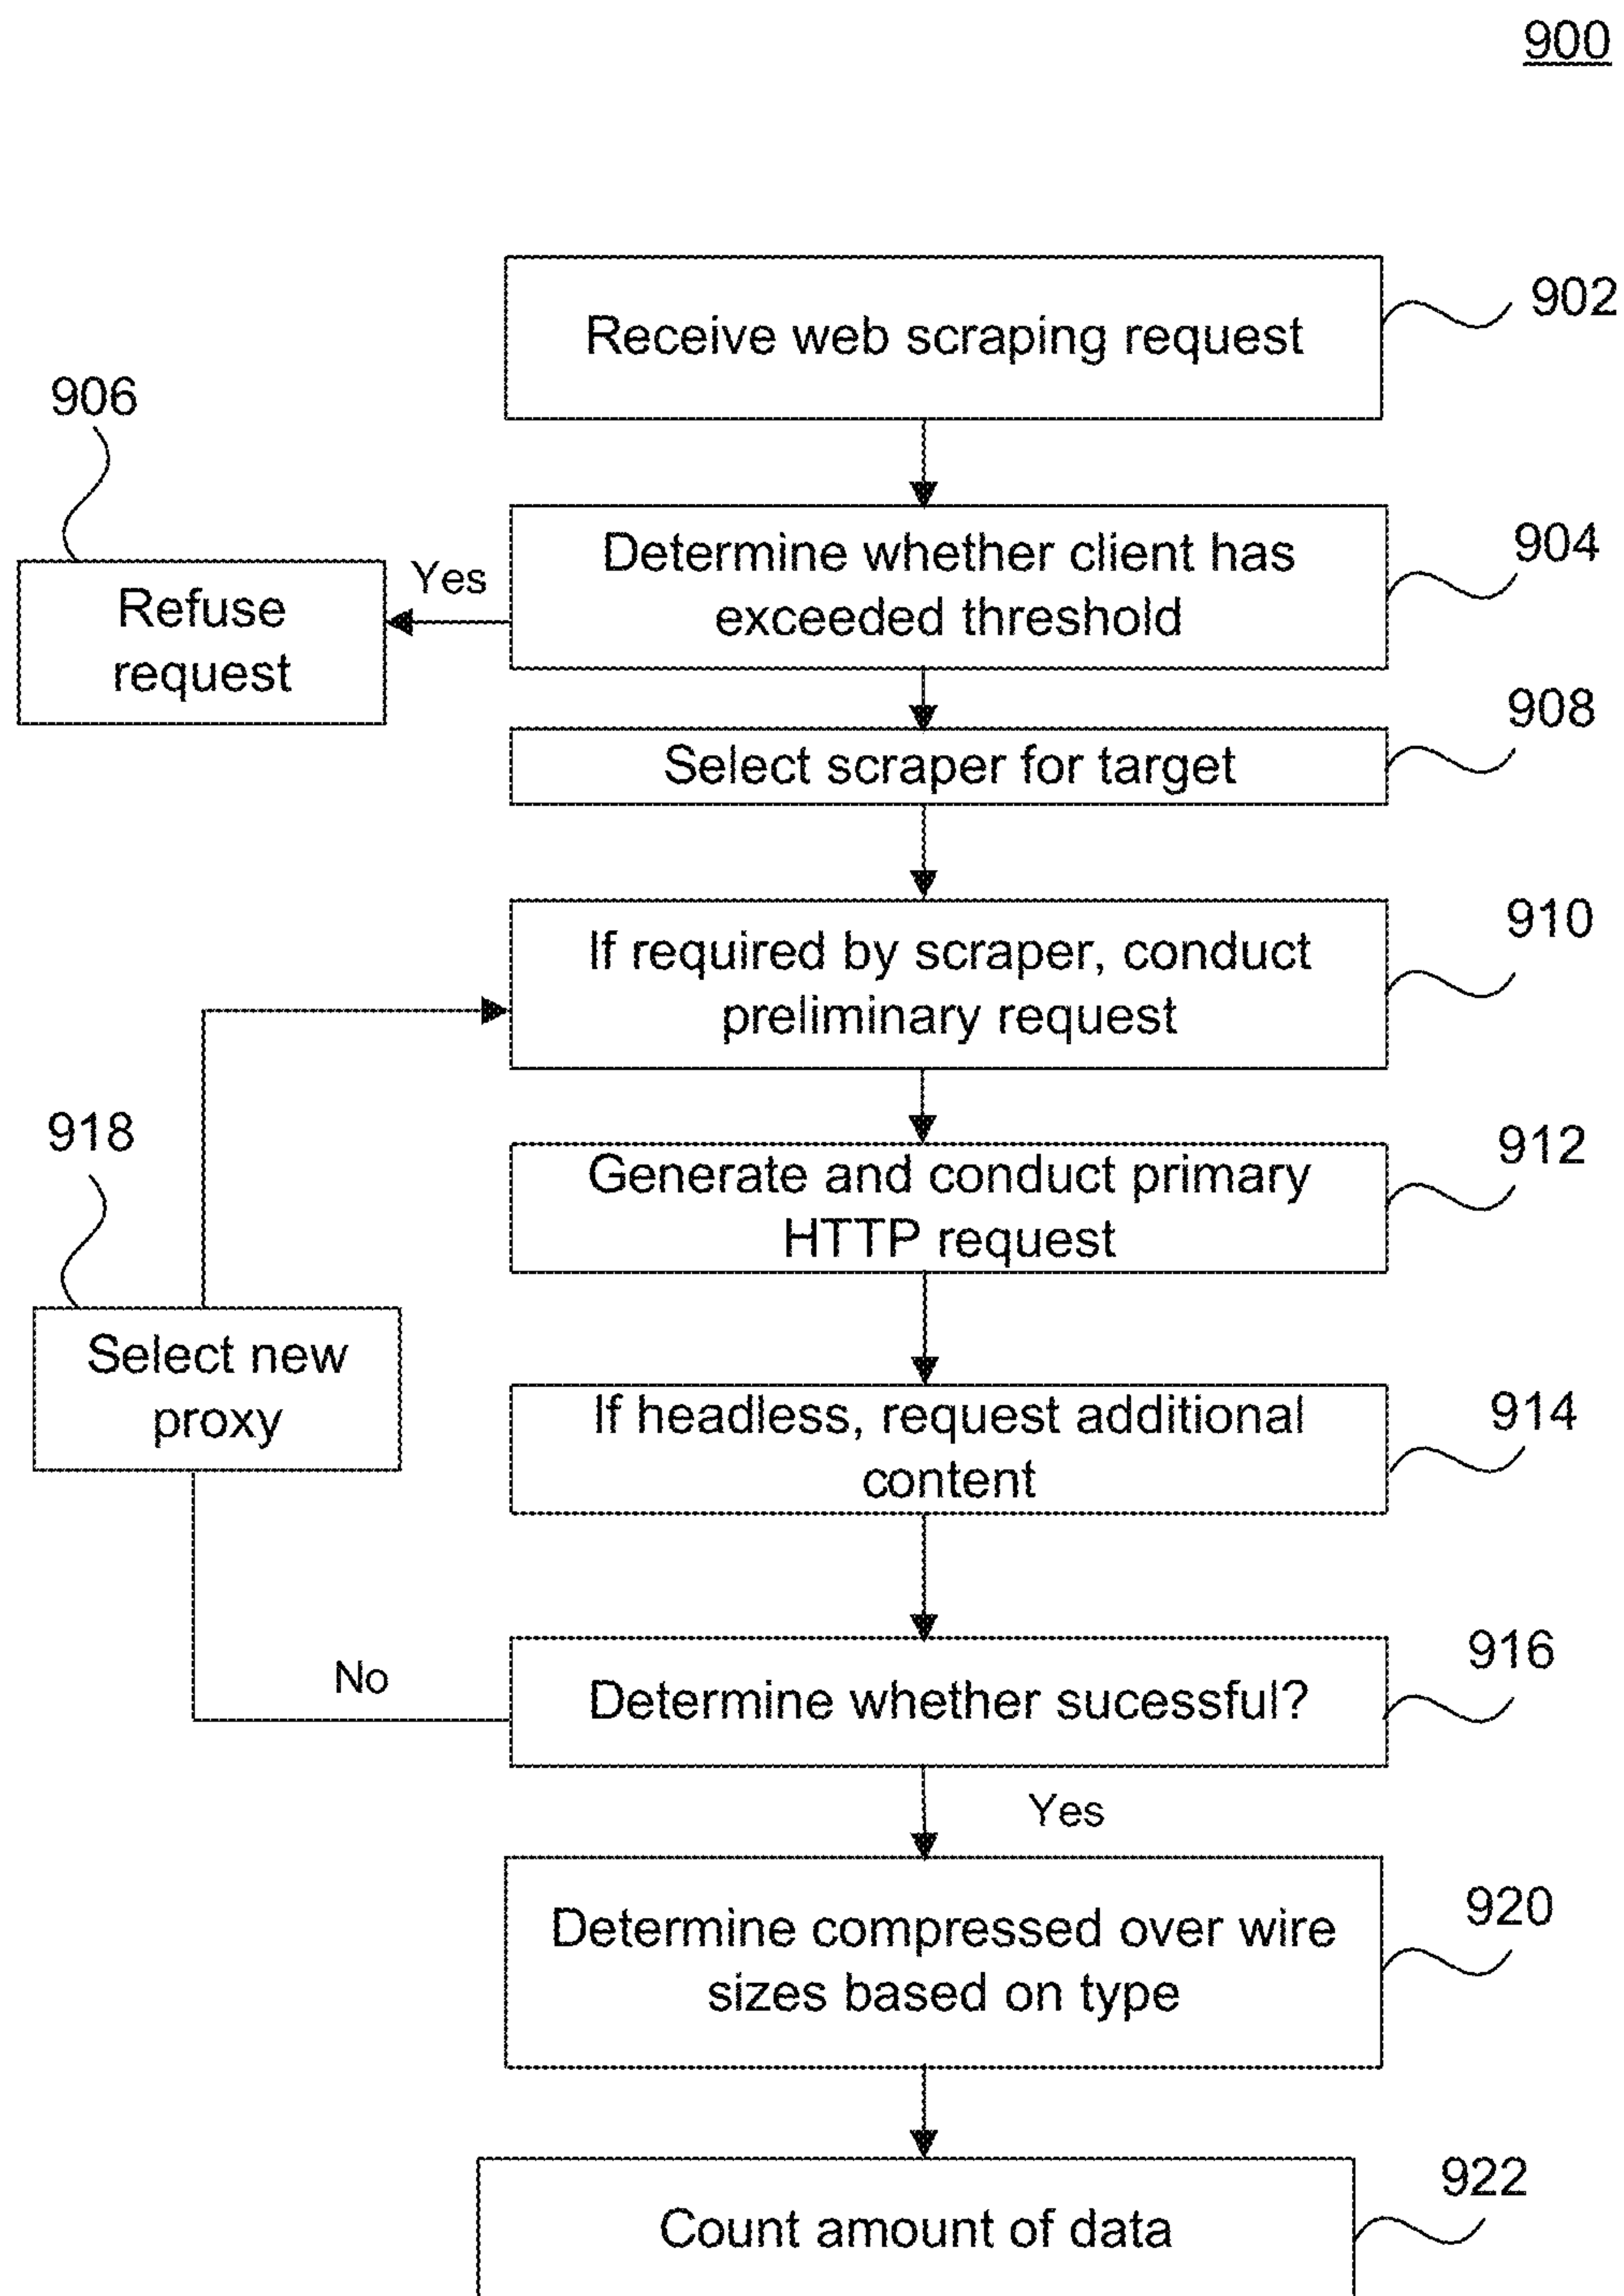 900
Receive web scraping request
902
906
Determine whether client has
exceeded threshold
904
Yes
Refuse
request
Select scraper for target
908
If required by scraper, conduct
preliminary request
910
918
Generate and conduct primary
HTTP request
912
Select new
proxy
If headless, request additional
content
914
No
Determine whether sucessful?
916
Yes
Determine compressed over wire
sizes based on type
920
Count amount of data
922